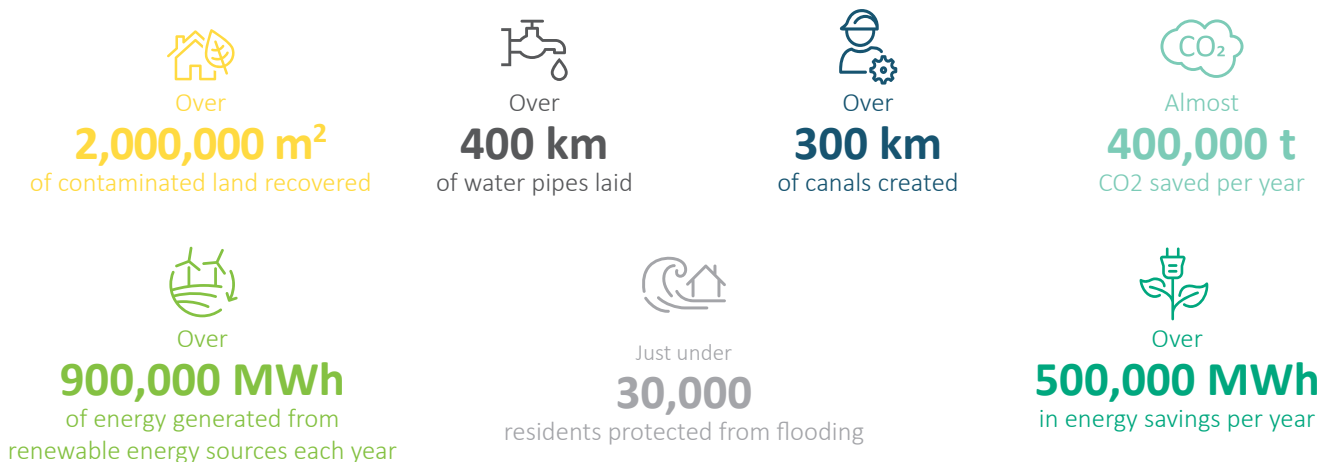 Over
2,000,000 m²
of contaminated land recovered
Over
400 km
of water pipes laid
Over
300 km
of canals created
CO₂
Almost
400,000 t
CO2 saved per year
Over
900,000 MWh
of energy generated from
renewable energy sources each year
Just under
30,000
residents protected from flooding
Over
500,000 MWh
in energy savings per year